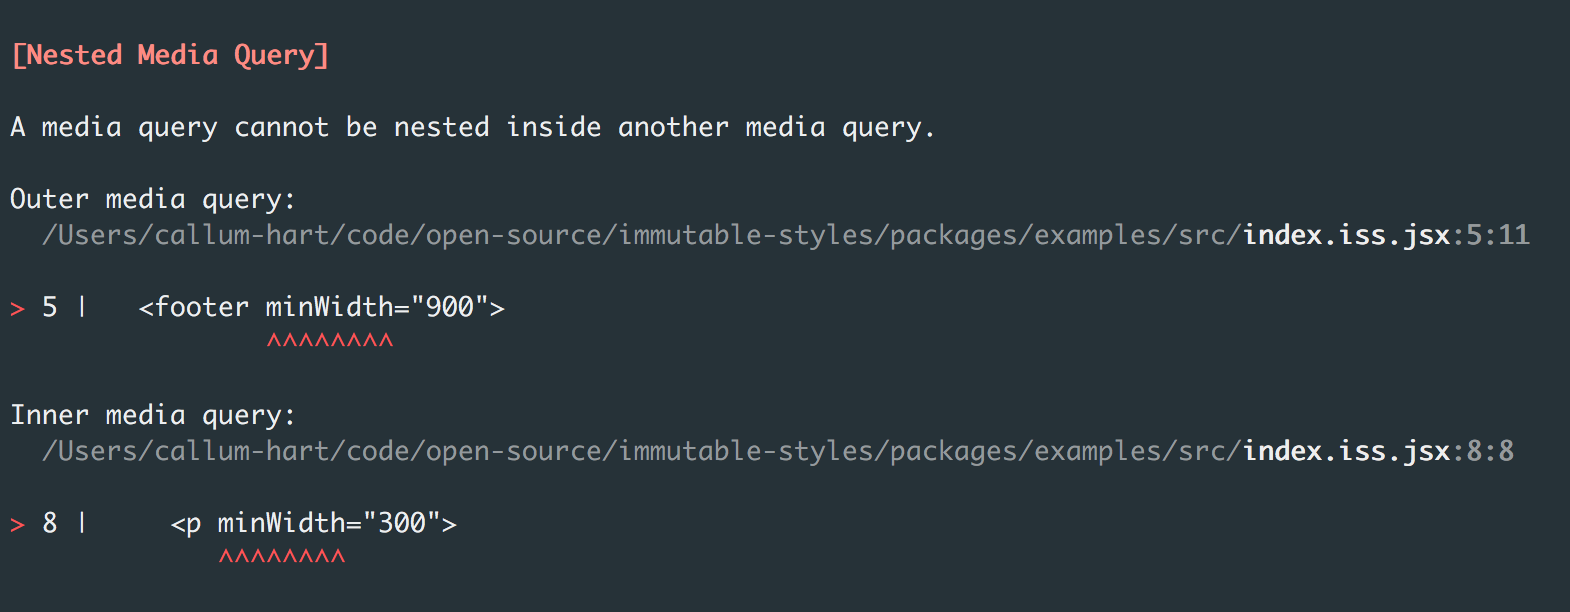 [Nested Media Query]
A media query cannot be nested inside another media query.
Outer media query:
/Users/callum-hart/code/open-source/immutable-styles/packages/examples/src/index.iss.jsx:5:11
> 5 |   <footer minWidth="900">
^^^^^^^^
Inner media query:
/Users/callum-hart/code/open-source/immutable-styles/packages/examples/src/index.iss.jsx:8:8
> 8 |     <p minWidth="300">
^^^^^^^^